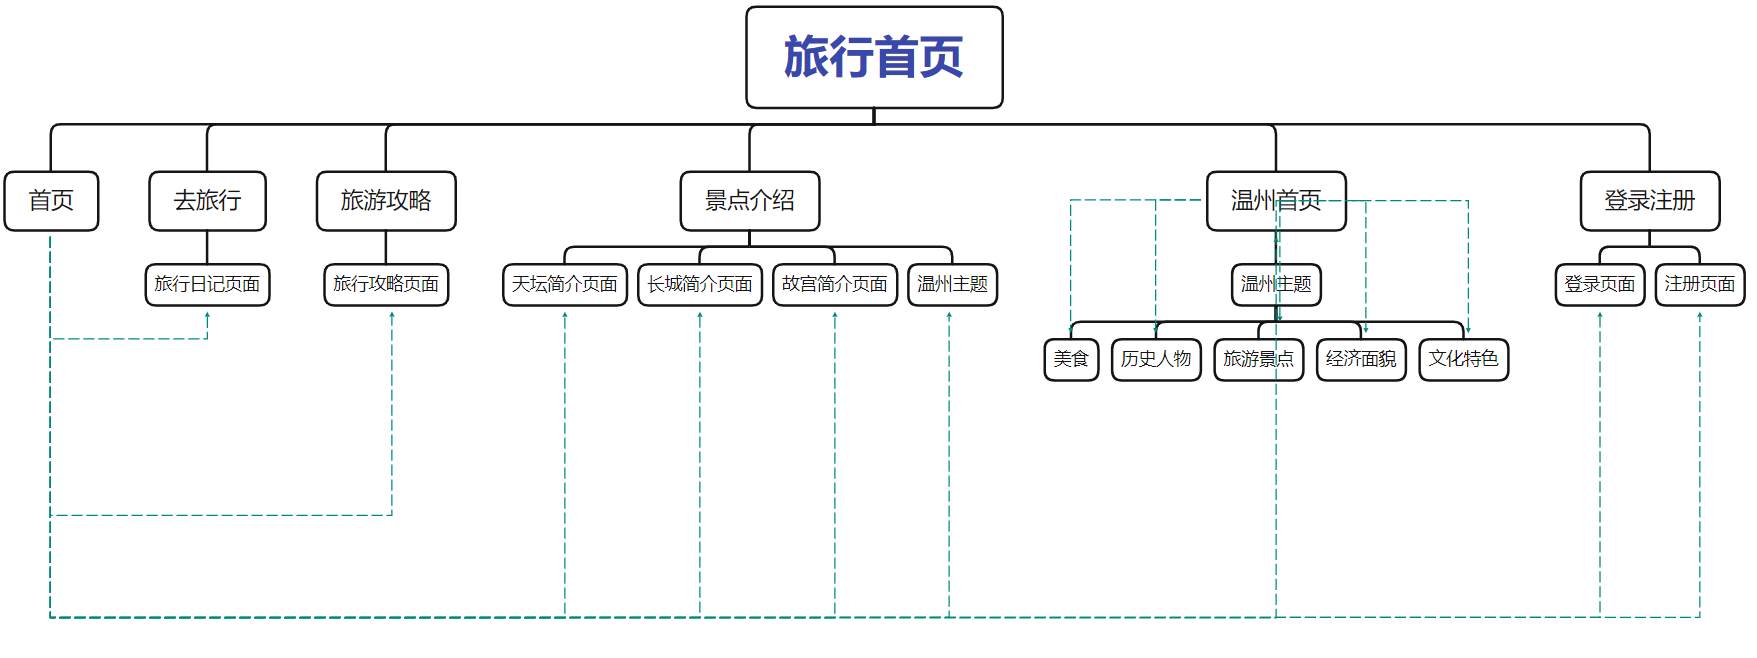 旅行首页
首页
去旅行
旅游攻略
景点介绍
温州首页
登录注册
旅行日记页面
旅行攻略页面
天坛简介页面
长城简介页面
故宫简介页面
温州主题
温州主题
登录页面
注册页面
美食
历史人物
旅游景点
经济面貌
文化特色